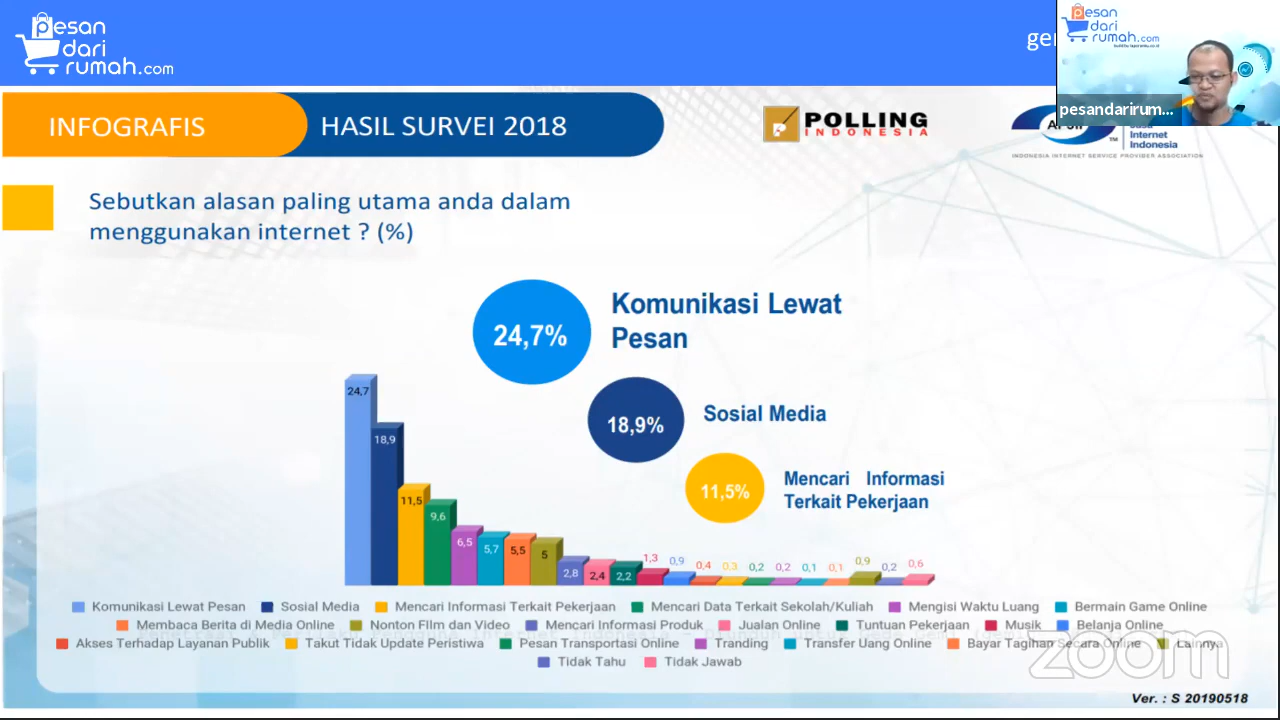 pesan
dari
rumah.com
ger
pesan
dari
rumah.com
pesandarirum...
INFOGRAFIS
HASIL SURVEI 2018
POLLING
INDONESIA
Internet
Indonesia
INDONESIA INTERNET SERVICE PROVIDER ASSOCIATION
Sebutkan alasan paling utama anda dalam
menggunakan internet ? (%)
24,7%
Komunikasi Lewat
Pesan
18,9%
Sosial Media
11,5%
Mencari Informasi
Terkait Pekerjaan
24,7
18,9
11,5
9,6
6,5
5,7
5,5
5
2,8
2,4
2,2
1,3
0,9
0,4
0,3
0,2
0,2
0,1
0,1
0,9
0,2
0,6
Komunikasi Lewat Pesan Sosial Media Mencari Informasi Terkait Pekerjaan Mencari Data Terkait Sekolah/Kuliah Mengisi Waktu Luang Bermain Game Online
Membaca Berita di Media Online Nonton Film dan Video Mencari Informasi Produk Jualan Online Tuntuan Pekerjaan Musik Belanja Online
Akses Terhadap Layanan Publik Takut Tidak Update Peristiwa Pesan Transportasi Online Tranding Transfer Uang Online Bayar Tagihan Secara Online Lainnya
Tidak Tahu Tidak Jawab
zoom
Ver. : S 20190518